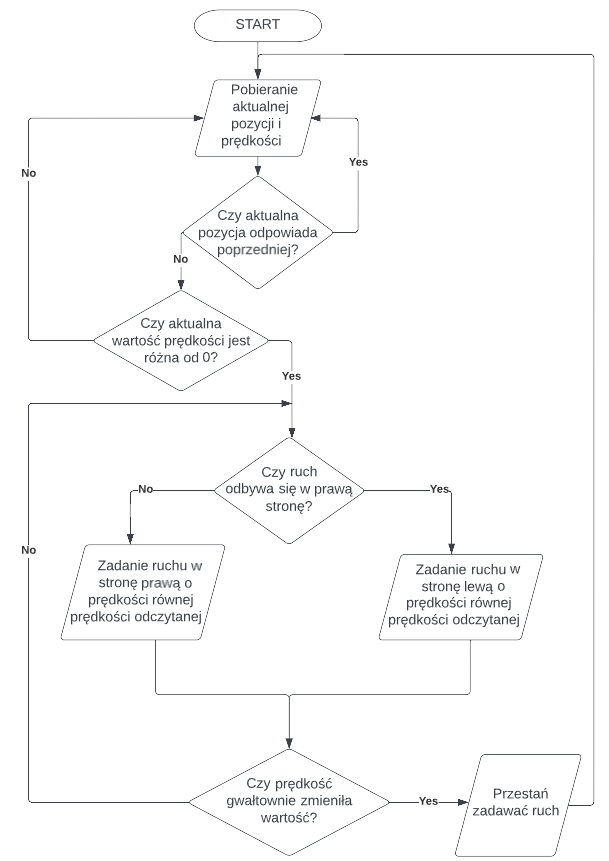 START
Pobieranie
aktualnej
pozycji i
prędkości
No
Yes
Czy aktualna
pozycja odpowiada
poprzedniej?
No
Czy aktualna
wartość prędkości jest
różna od 0?
Yes
Czy ruch
odbywa się w prawą
stronę?
No
Yes
No
Zadanie ruchu w
stronę prawą o
prędkości równej
prędkości odczytanej
Zadanie ruchu w
stronę lewą o
prędkości równej
prędkości odczytanej
Czy prędkość
gwałtownie zmieniła
wartość?
Yes
Przestań
zadawać ruch